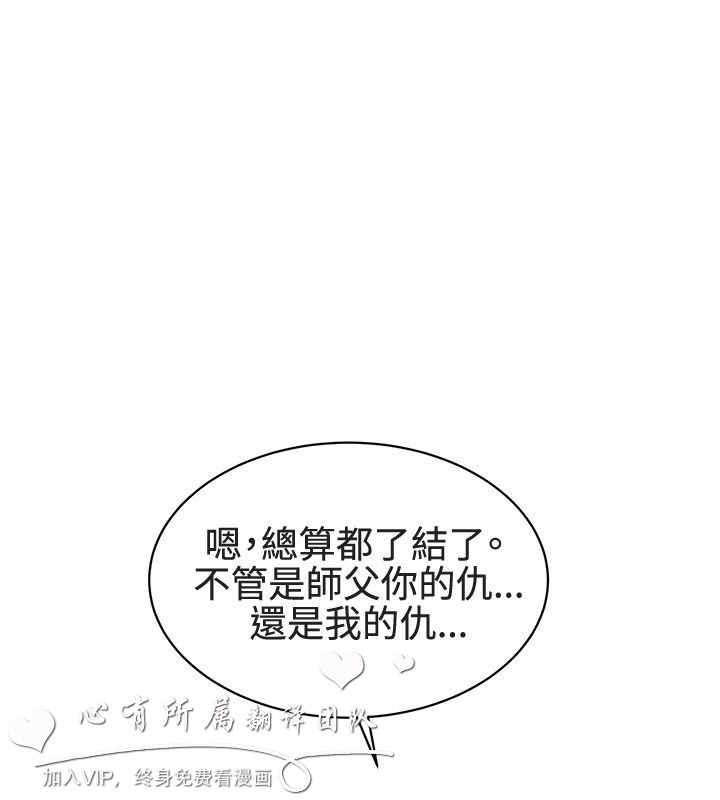 嗯,總算都了結了。
不管是師父你的仇...
還是我的仇...
心有所属翻译团队
加入VIP，终身免费看漫画